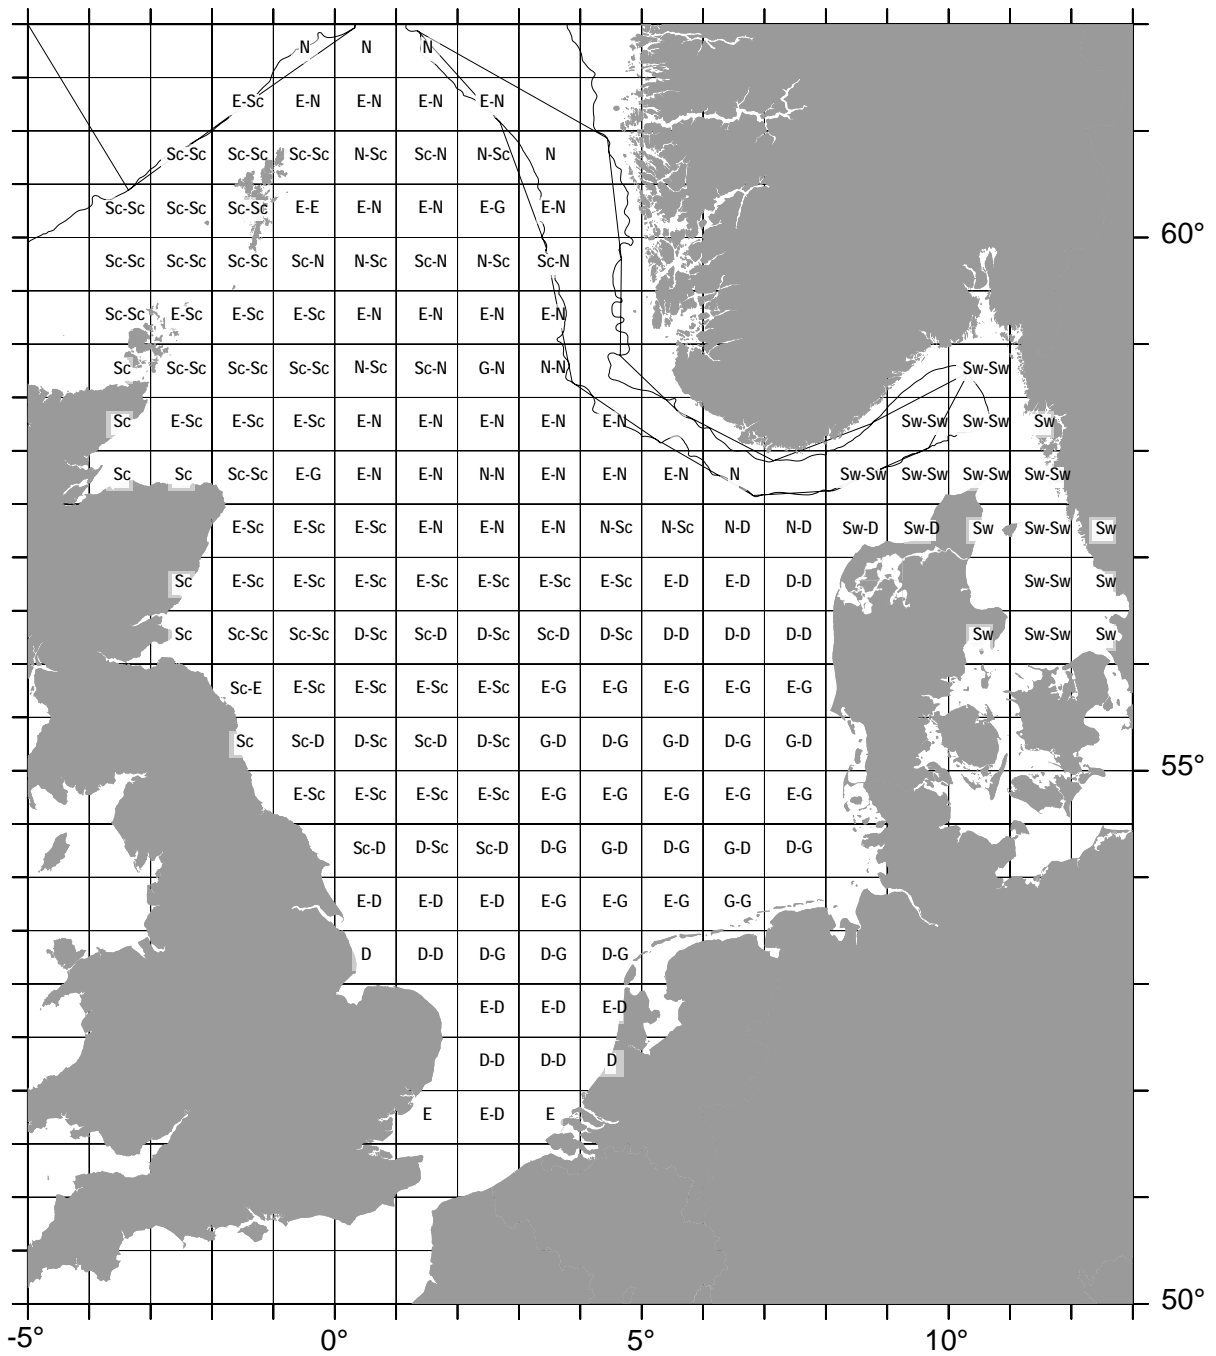 N N N
E-Sc E-N E-N E-N E-N
Sc-Sc Sc-Sc Sc-Sc N-Sc Sc-N N-Sc N
Sc-Sc Sc-Sc Sc-Sc E-E E-N E-N E-G E-N
60°
Sc-Sc Sc-Sc Sc-Sc Sc-N N-Sc Sc-N N-Sc Sc-N
Sc-Sc E-Sc E-Sc E-Sc E-N E-N E-N E-N
Sc Sc-Sc Sc-Sc Sc-Sc N-Sc Sc-N G-N N-N Sw-Sw
Sc E-Sc E-Sc E-Sc E-N E-N E-N E-N E-N Sw-Sw Sw-Sw Sw
Sc Sc Sc-Sc E-G E-N E-N N-N E-N E-N E-N N Sw-Sw Sw-Sw Sw-Sw Sw-Sw
E-Sc E-Sc E-Sc E-N E-N E-N N-Sc N-Sc N-D N-D Sw-D Sw-D Sw Sw-Sw Sw
Sc E-Sc E-Sc E-Sc E-Sc E-Sc E-Sc E-Sc E-D E-D D-D Sw-Sw Sw
Sc Sc-Sc Sc-Sc D-Sc Sc-D D-Sc Sc-D D-Sc D-D D-D D-D Sw Sw-Sw Sw
Sc-E E-Sc E-Sc E-Sc E-Sc E-G E-G E-G E-G E-G
Sc Sc-D D-Sc Sc-D D-Sc G-D D-G G-D D-G G-D
55°
E-Sc E-Sc E-Sc E-Sc E-G E-G E-G E-G E-G
Sc-D D-Sc Sc-D D-G G-D D-G G-D D-G
E-D E-D E-D E-G E-G E-G G-G
D D-D D-G D-G D-G
E-D E-D E-D
D-D D-D D
E E-D E
50°
-5° 0° 5° 10°